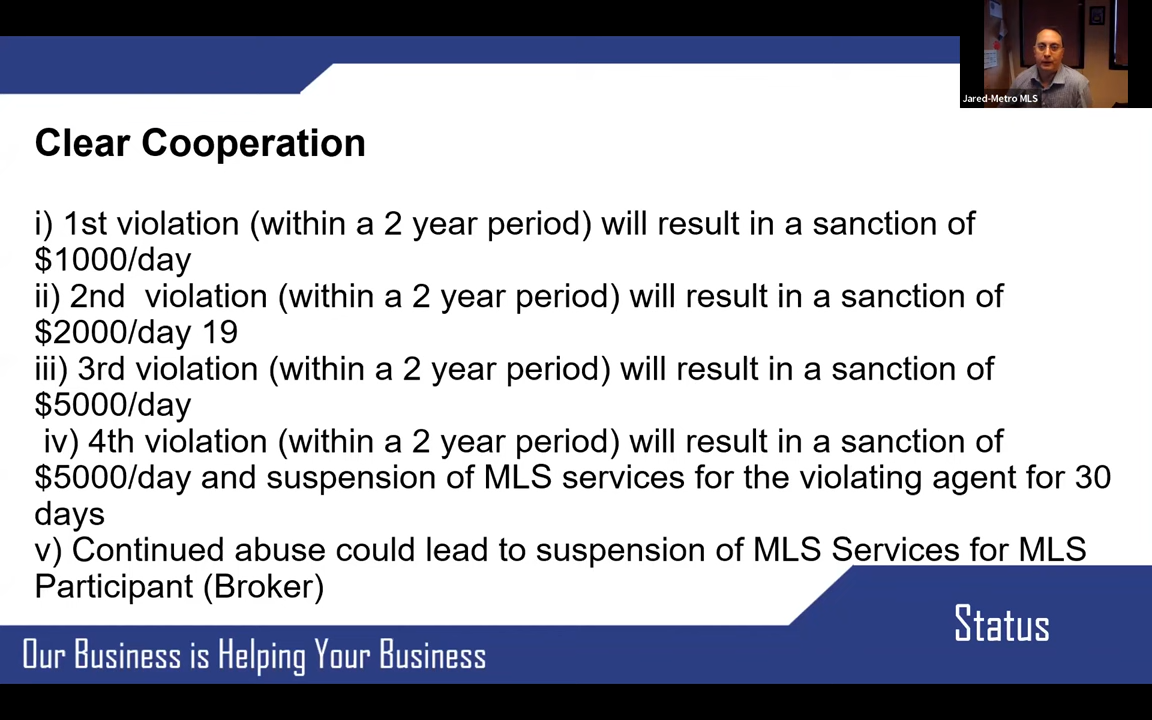 Jared-Metro MLS
Clear Cooperation
i) 1st violation (within a 2 year period) will result in a sanction of
$1000/day
ii) 2nd  violation (within a 2 year period) will result in a sanction of
$2000/day 19
iii) 3rd violation (within a 2 year period) will result in a sanction of
$5000/day
iv) 4th violation (within a 2 year period) will result in a sanction of
$5000/day and suspension of MLS services for the violating agent for 30
days
v) Continued abuse could lead to suspension of MLS Services for MLS
Participant (Broker)
Status
Our Business is Helping Your Business